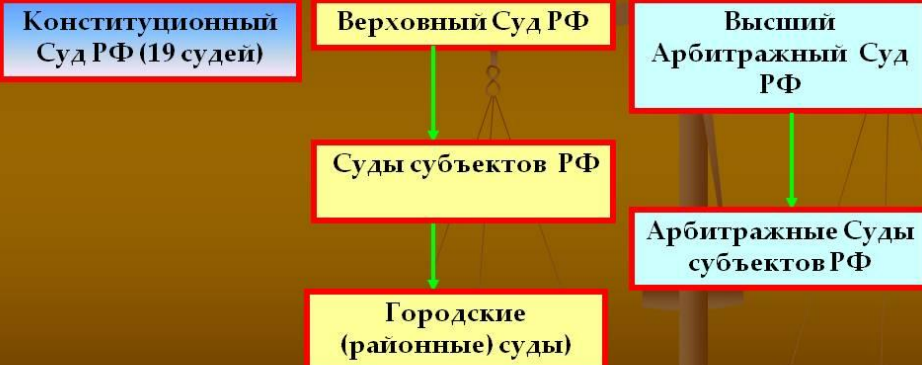 Конституционный
Суд РФ (19 судей)
Верховный Суд РФ
Высший
Арбитражный Суд
РФ
Суды субъектов РФ
Арбитражные Суды
субъектов РФ
Городские
(районные) суды)